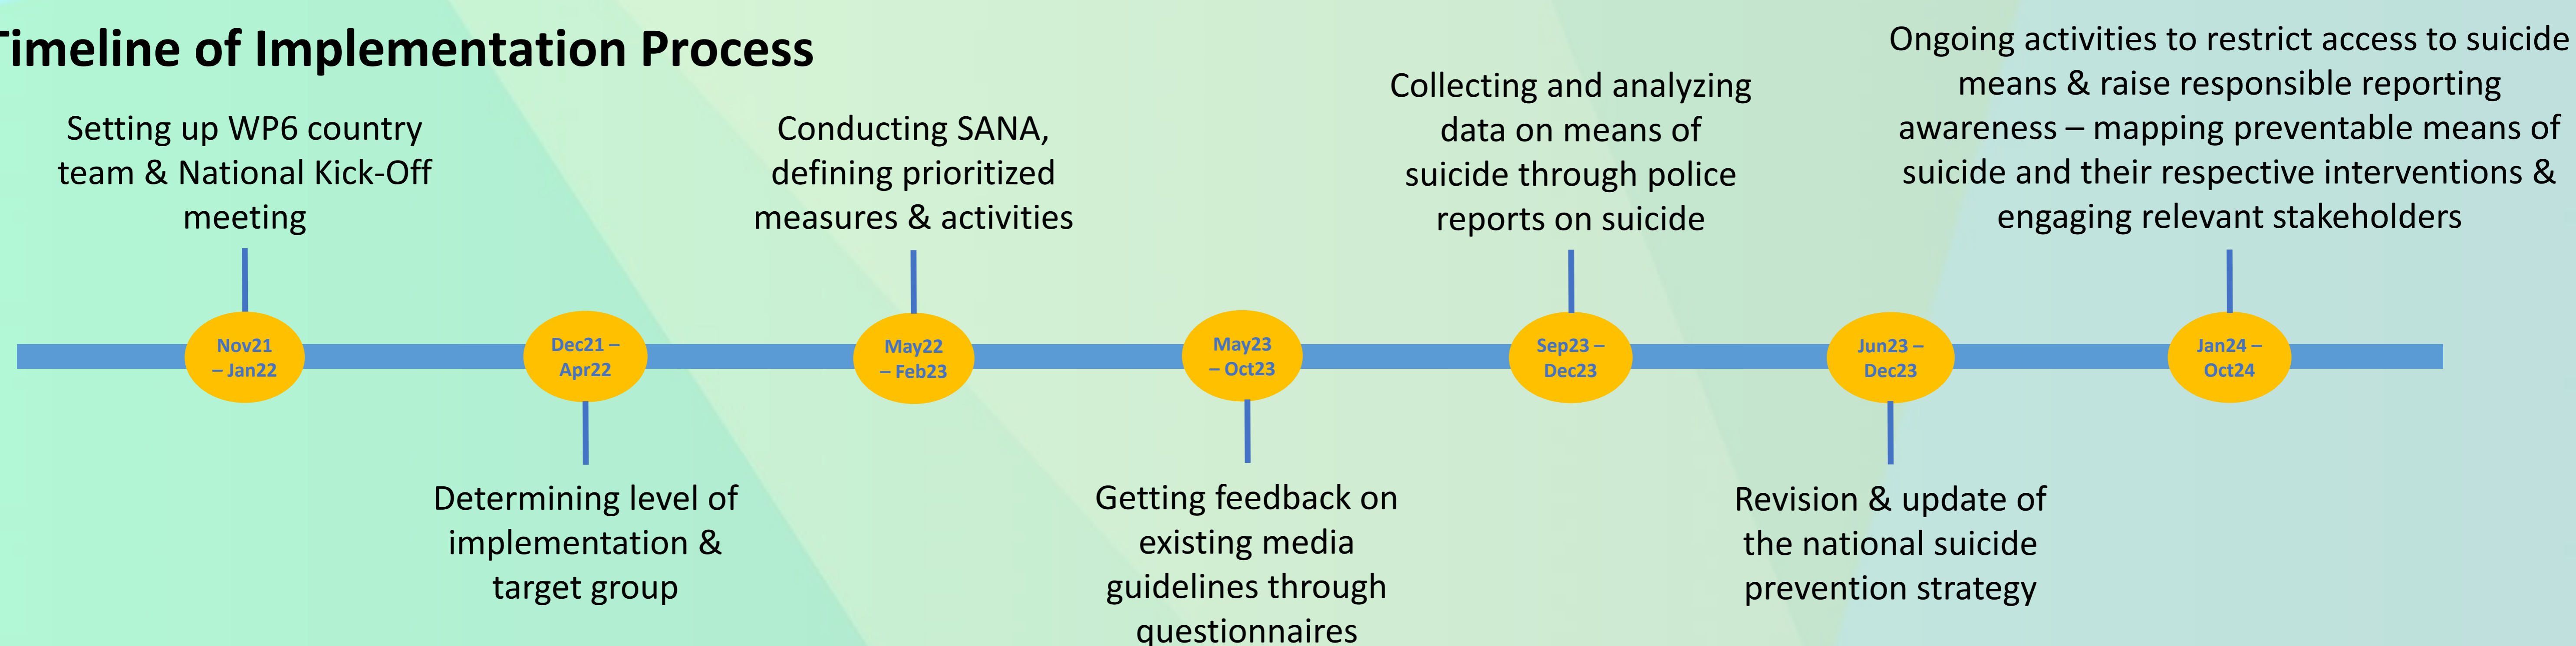 Timeline of Implementation Process
Setting up WP6 country
team & National Kick-Off
meeting
Nov21
– Jan22
Dec21 –
Apr22
Determining level of
implementation &
target group
Conducting SANA,
defining prioritized
measures & activities
May22
– Feb23
May23
– Oct23
Getting feedback on
existing media
guidelines through
questionnaires
Collecting and analyzing
data on means of
suicide through police
reports on suicide
Sep23 –
Dec23
Jun23 –
Dec23
Revision & update of
the national suicide
prevention strategy
Ongoing activities to restrict access to suicide
means & raise responsible reporting
awareness – mapping preventable means of
suicide and their respective interventions &
engaging relevant stakeholders
Jan24 –
Oct24